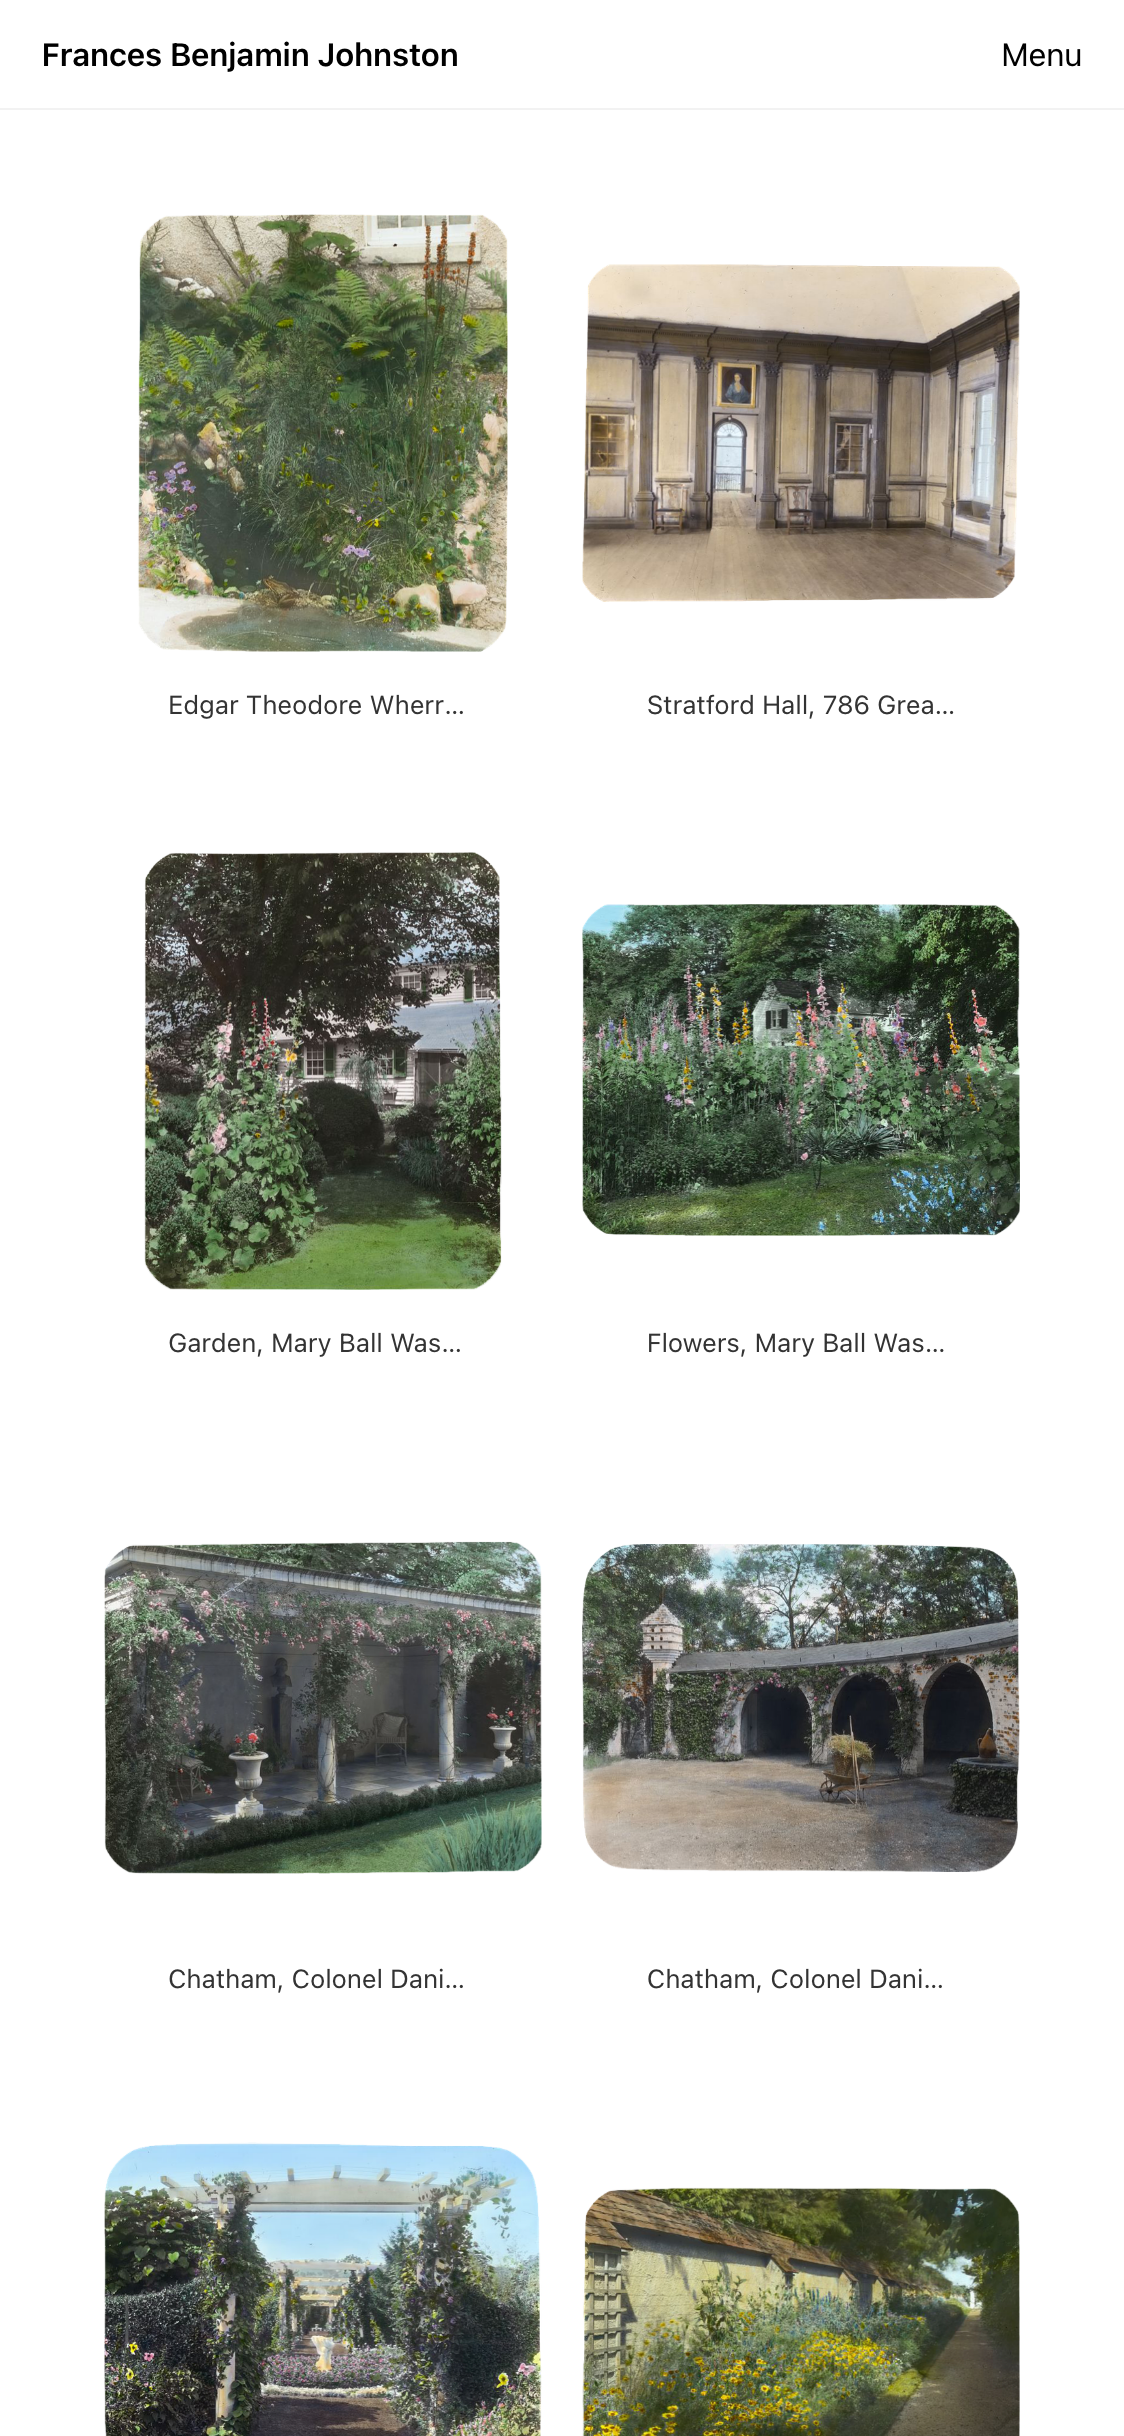 Frances Benjamin Johnston
Menu
Edgar Theodore Wherr...
Stratford Hall, 786 Grea...
Garden, Mary Ball Was...
Flowers, Mary Ball Was...
Chatham, Colonel Dani...
Chatham, Colonel Dani...